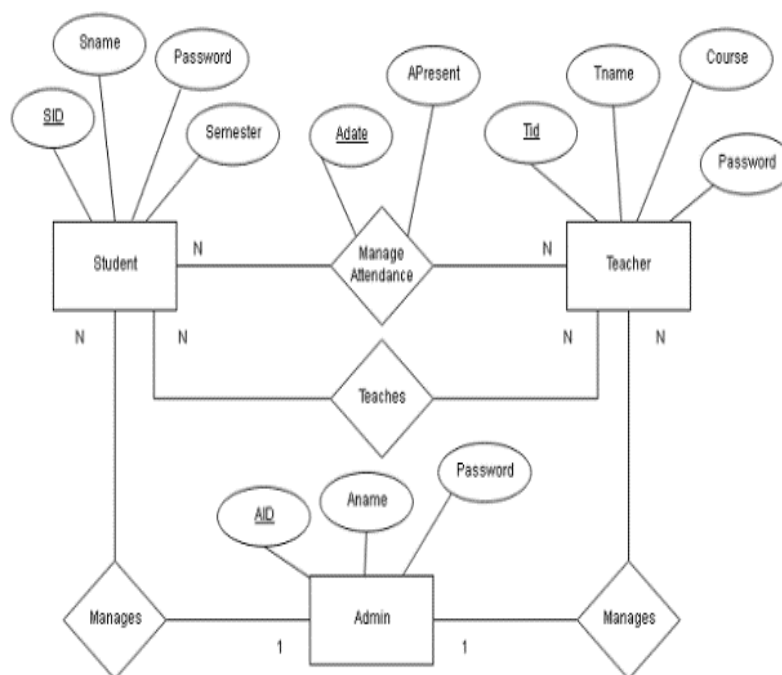 Sname
Password
SID
Semester
APresent
Adate
Tname
Course
Tid
Password
Student
N
Manage
Attendance
N
Teacher
N
N
Teaches
N
N
AID
Aname
Password
Manages
1
Admin
1
Manages